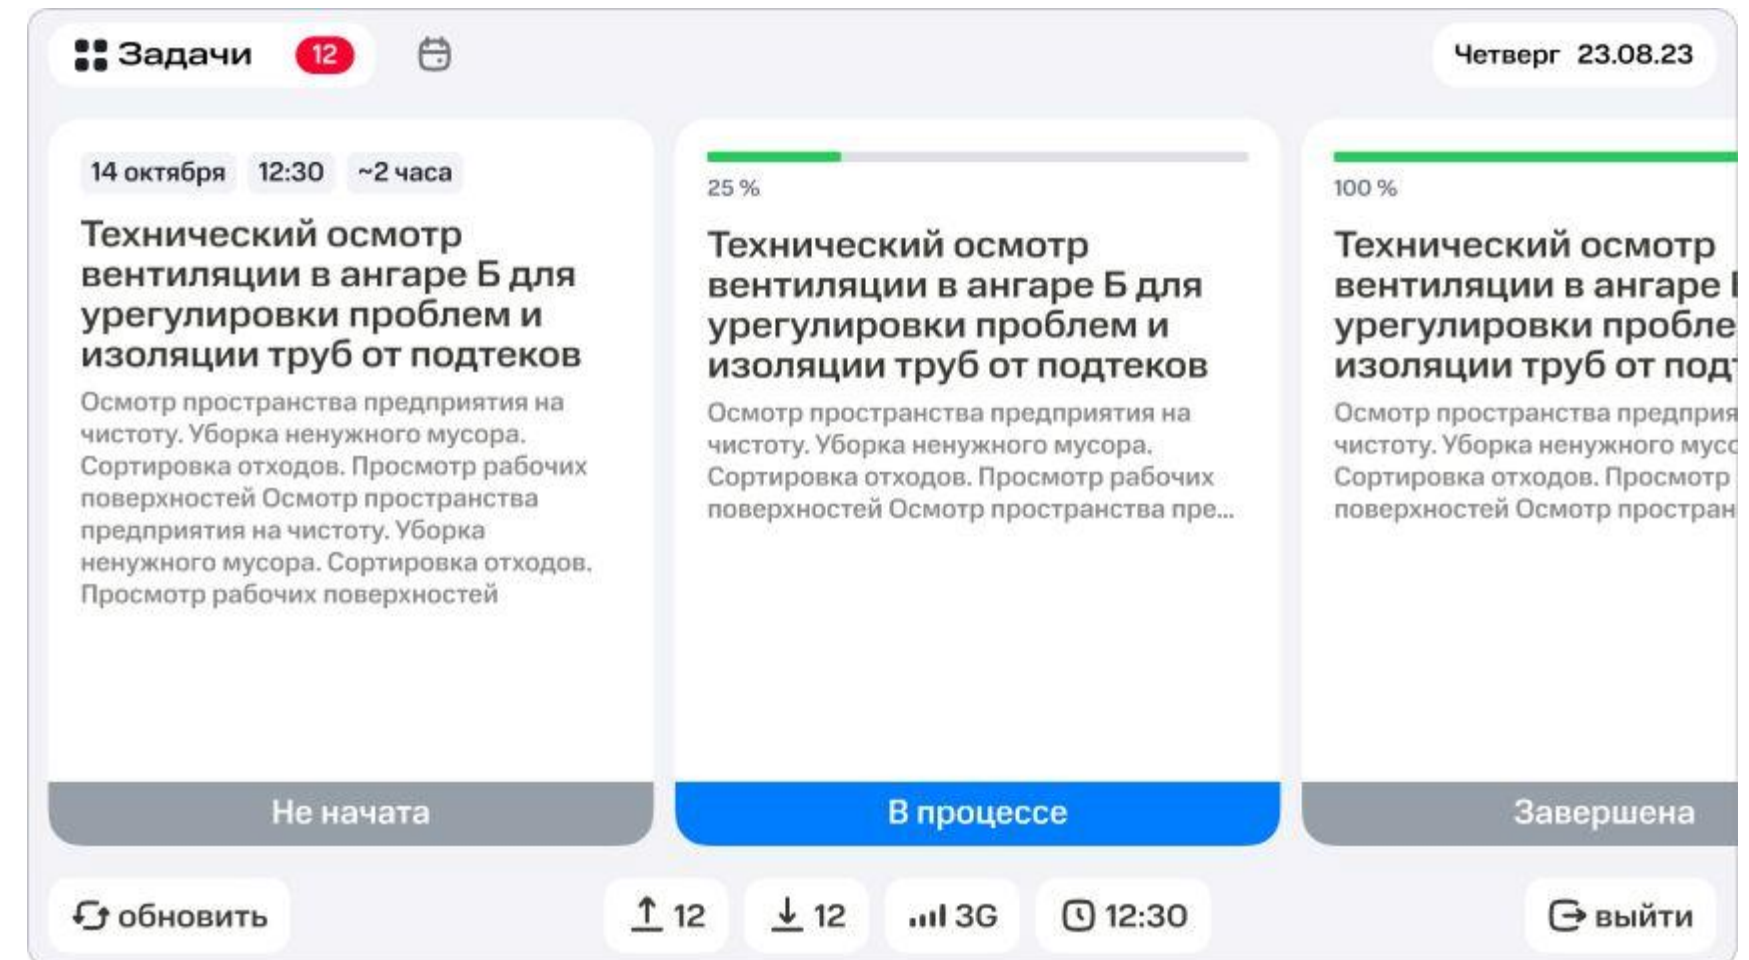 Задачи 12
Четверг 23.08.23
14 октября 12:30 ~2 часа
Технический осмотр
вентиляции в ангаре Б для
урегулировки проблем и
изоляции труб от подтеков
Осмотр пространства предприятия на
чистоту. Уборка ненужного мусора.
Сортировка отходов. Просмотр рабочих
поверхностей Осмотр пространства
предприятия на чистоту. Уборка
ненужного мусора. Сортировка отходов.
Просмотр рабочих поверхностей
Не начата
25 %
Технический осмотр
вентиляции в ангаре Б для
урегулировки проблем и
изоляции труб от подтеков
Осмотр пространства предприятия на
чистоту. Уборка ненужного мусора.
Сортировка отходов. Просмотр рабочих
поверхностей Осмотр пространства пре...
В процессе
100 %
Технический осмотр
вентиляции в ангаре
урегулировки пробле
изоляции труб от под
Осмотр пространства предприя
чистоту. Уборка ненужного мус
Сортировка отходов. Просмотр
поверхностей Осмотр простран
Завершена
обновить
12
12
3G
12:30
выйти